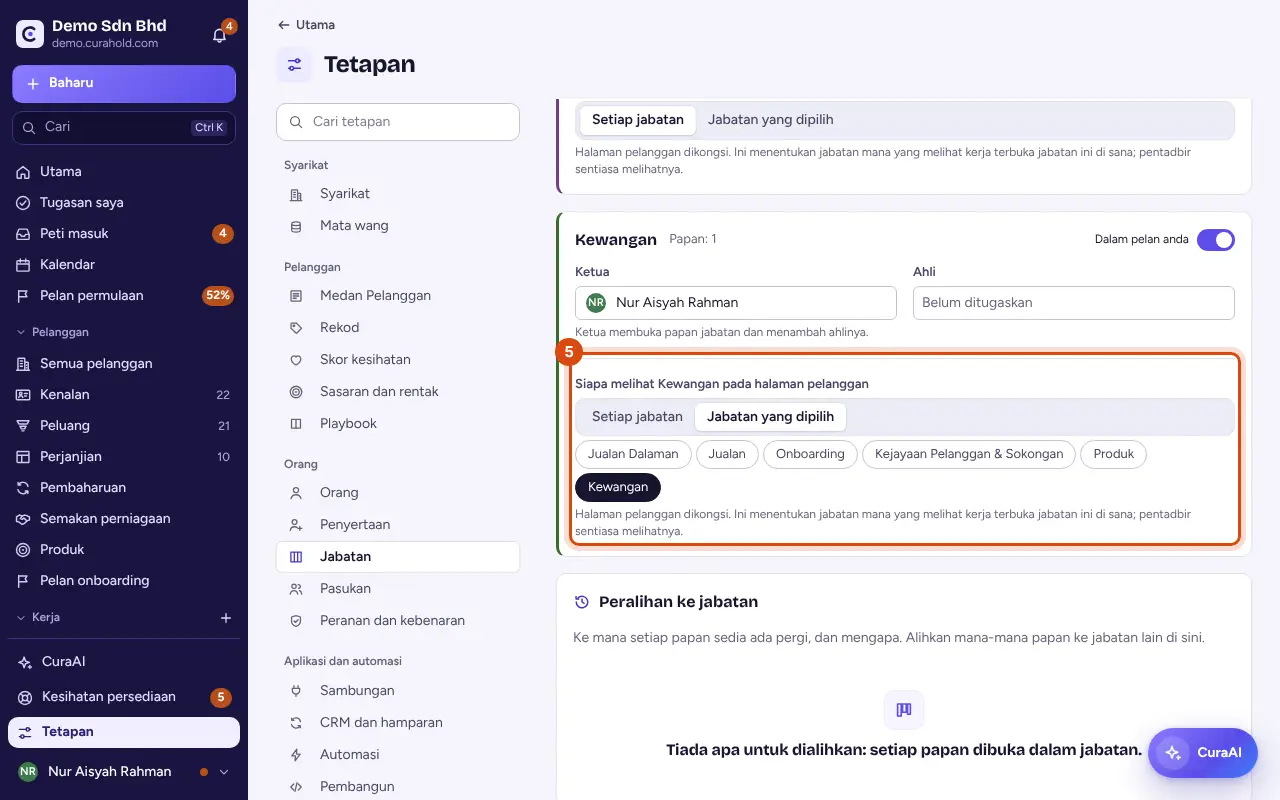 Demo Sdn Bhd
demo.curahold.com
4
Baharu
Cari
Ctrl K
Utama
Tugasan saya
Peti masuk
4
Kalendar
Pelan permulaan
52%
Pelanggan
Semua pelanggan
Kenalan
22
Peluang
21
Perjanjian
10
Pembaharuan
Semakan perniagaan
Produk
Pelan onboarding
Kerja
CuraAI
Kesihatan persediaan
5
Tetapan
NR
Nur Aisyah Rahman
Utama
Tetapan
Cari tetapan
Syarikat
Syarikat
Mata wang
Pelanggan
Medan Pelanggan
Rekod
Skor kesihatan
Sasaran dan rentak
Playbook
Orang
Orang
Penyertaan
Jabatan
Pasukan
Peranan dan kebenaran
Aplikasi dan automasi
Sambungan
CRM dan hamparan
Automasi
Pembangun
Setiap jabatan
Jabatan yang dipilih
Halaman pelanggan dikongsi. Ini menentukan jabatan mana yang melihat kerja terbuka jabatan ini di sana; pentadbir
sentiasa melihatnya.
Kewangan
Papan: 1
Dalam pelan anda
Ketua
Ahli
NR
Nur Aisyah Rahman
Belum ditugaskan
Ketua membuka papan jabatan dan menambah ahlinya.
5
Siapa melihat Kewangan pada halaman pelanggan
Setiap jabatan
Jabatan yang dipilih
Jualan Dalaman
Jualan
Onboarding
Kejayaan Pelanggan & Sokongan
Produk
Kewangan
Halaman pelanggan dikongsi. Ini menentukan jabatan mana yang melihat kerja terbuka jabatan ini di sana; pentadbir
sentiasa melihatnya.
Peralihan ke jabatan
Ke mana setiap papan sedia ada pergi, dan mengapa. Alihkan mana-mana papan ke jabatan lain di sini.
Tiada apa untuk dialihkan: setiap papan dibuka dalam jabatan.
CuraAI